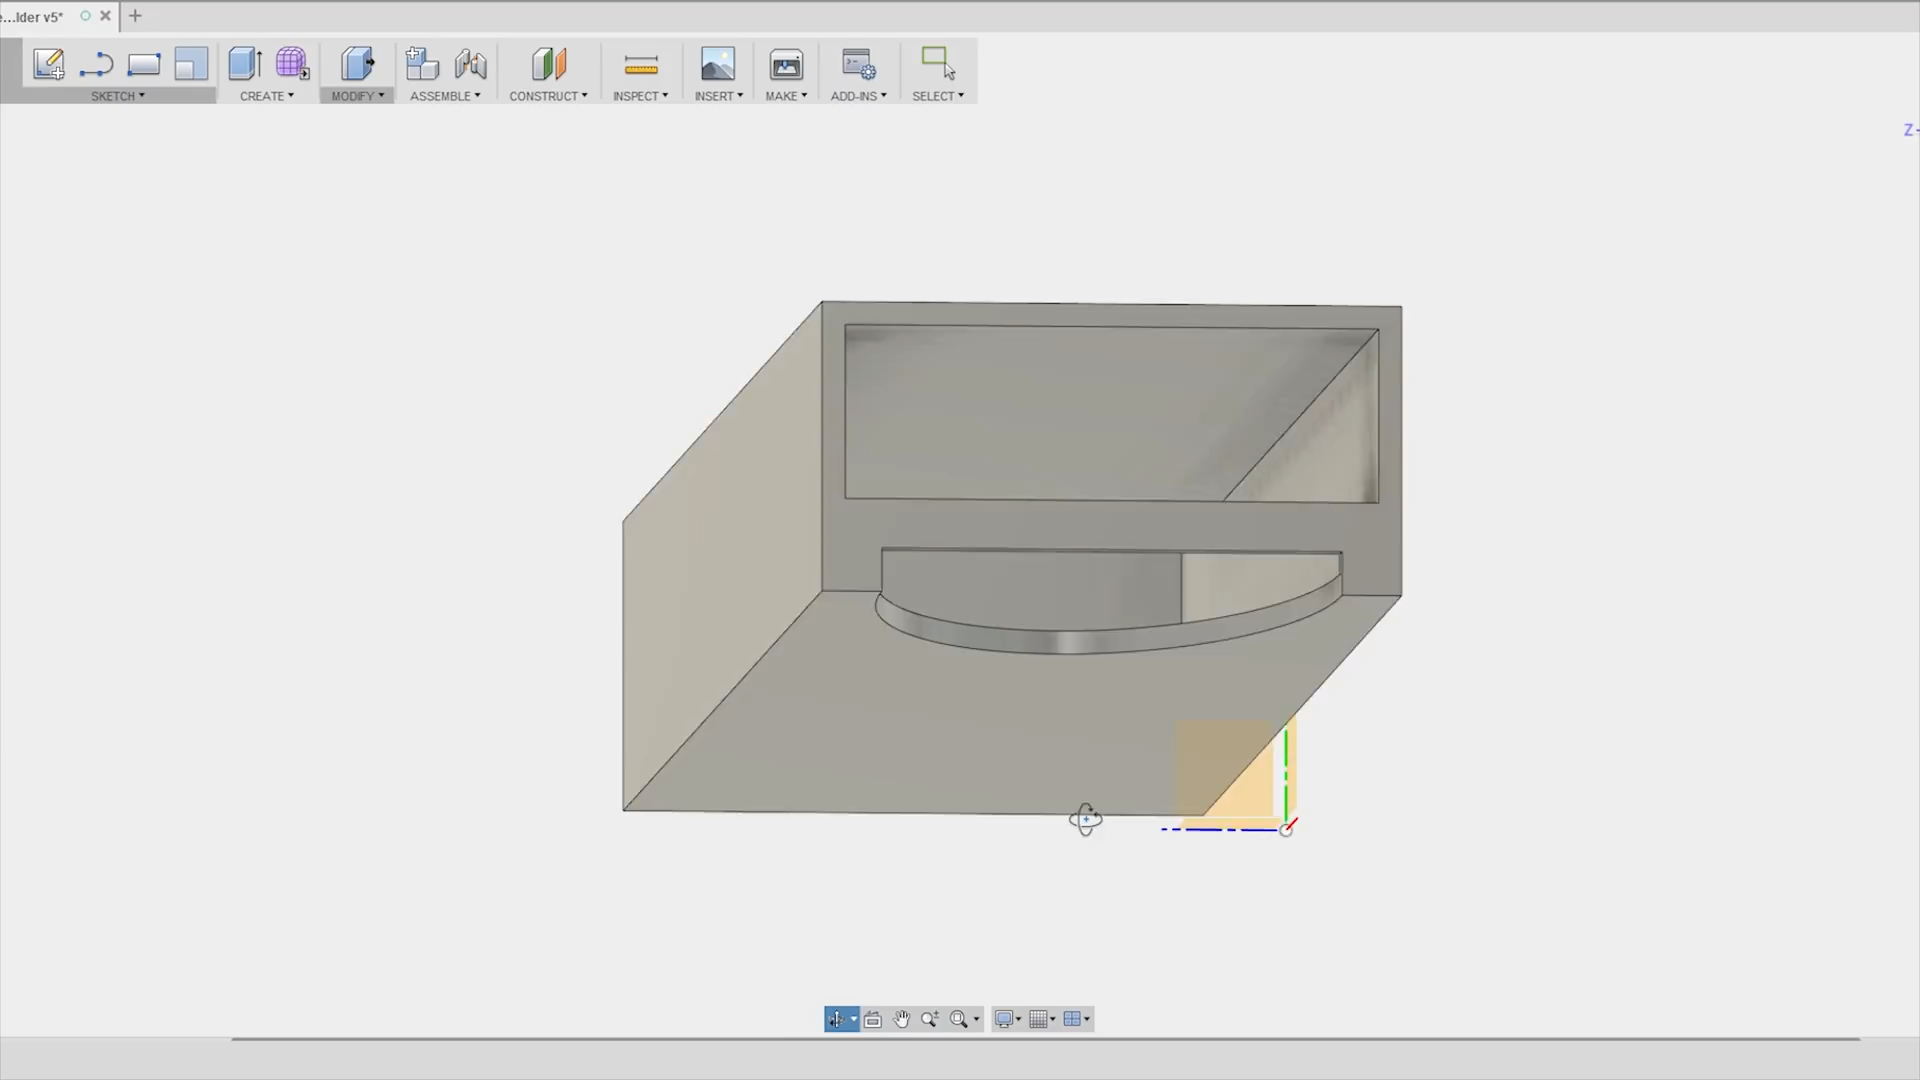 e...lder v5*
SKETCH CREATE MODIFY ASSEMBLE CONSTRUCT INSPECT INSERT MAKE ADD-INS SELECT
Z